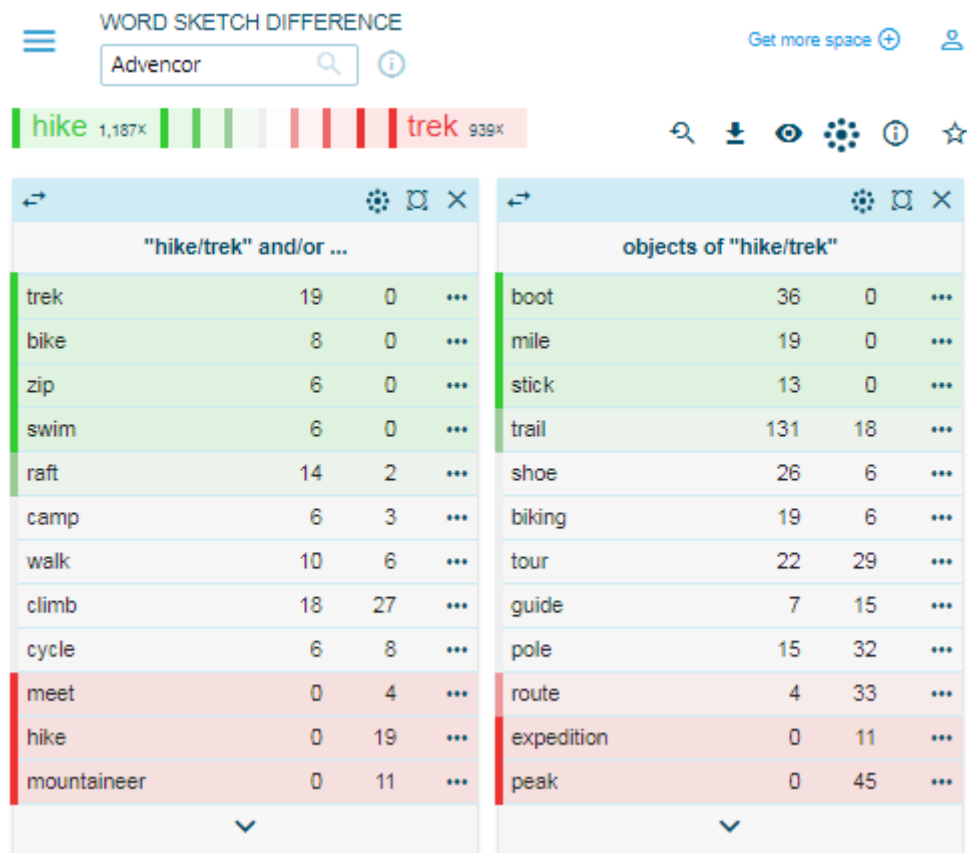 WORD SKETCH DIFFERENCE
Advencor
Get more space
hike 1,187× trek 939×
"hike/trek" and/or ...
trek 19 0
bike 8 0
zip 6 0
swim 6 0
raft 14 2
camp 6 3
walk 10 6
climb 18 27
cycle 6 8
meet 0 4
hike 0 19
mountaineer 0 11
objects of "hike/trek"
boot 36 0
mile 19 0
stick 13 0
trail 131 18
shoe 26 6
biking 19 6
tour 22 29
guide 7 15
pole 15 32
route 4 33
expedition 0 11
peak 0 45